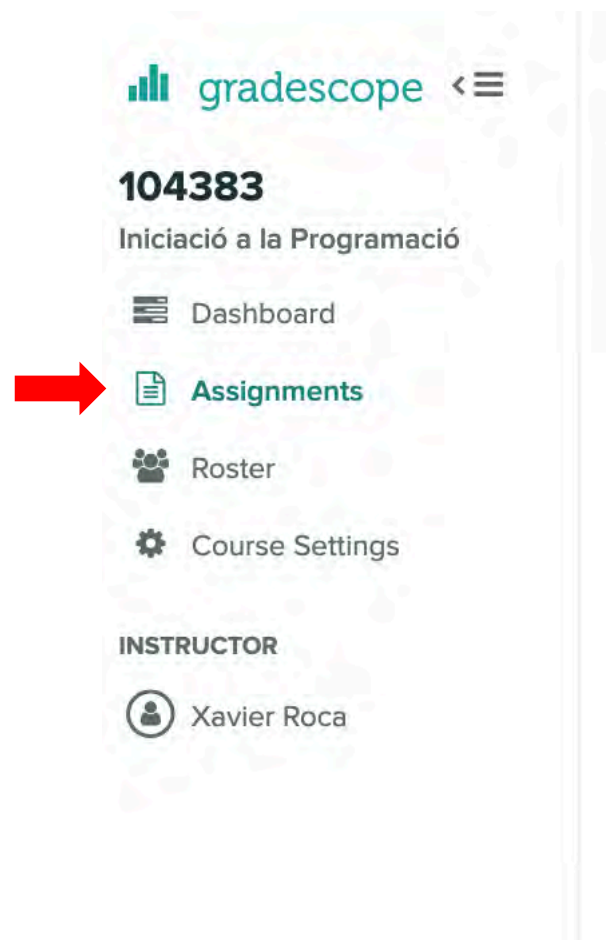 gradescope
104383
Iniciació a la Programació
Dashboard
Assignments
Roster
Course Settings
INSTRUCTOR
Xavier Roca